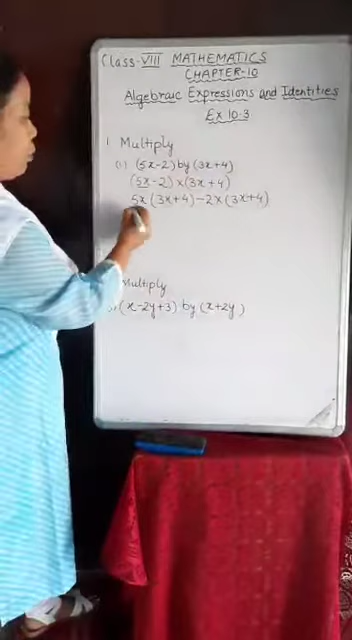 Class - VIII MATHEMATICS
CHAPTER-10
Algebraic Expressions and Identities
Ex 10.3
1 Multiply
(i) (5x-2) by (3x+4)
(5x-2) x (3x+4)
5x (3x+4) - 2 x (3x+4)
Multiply
(x-2y+3) by (x+2y)